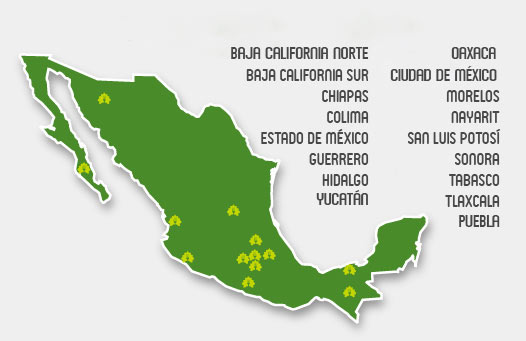 BAJA CALIFORNIA NORTE
BAJA CALIFORNIA SUR
CHIAPAS
COLIMA
ESTADO DE MÉXICO
GUERRERO
HIDALGO
YUCATÁN
OAXACA
CIUDAD DE MÉXICO
MORELOS
NAYARIT
SAN LUIS POTOSÍ
SONORA
TABASCO
TLAXCALA
PUEBLA